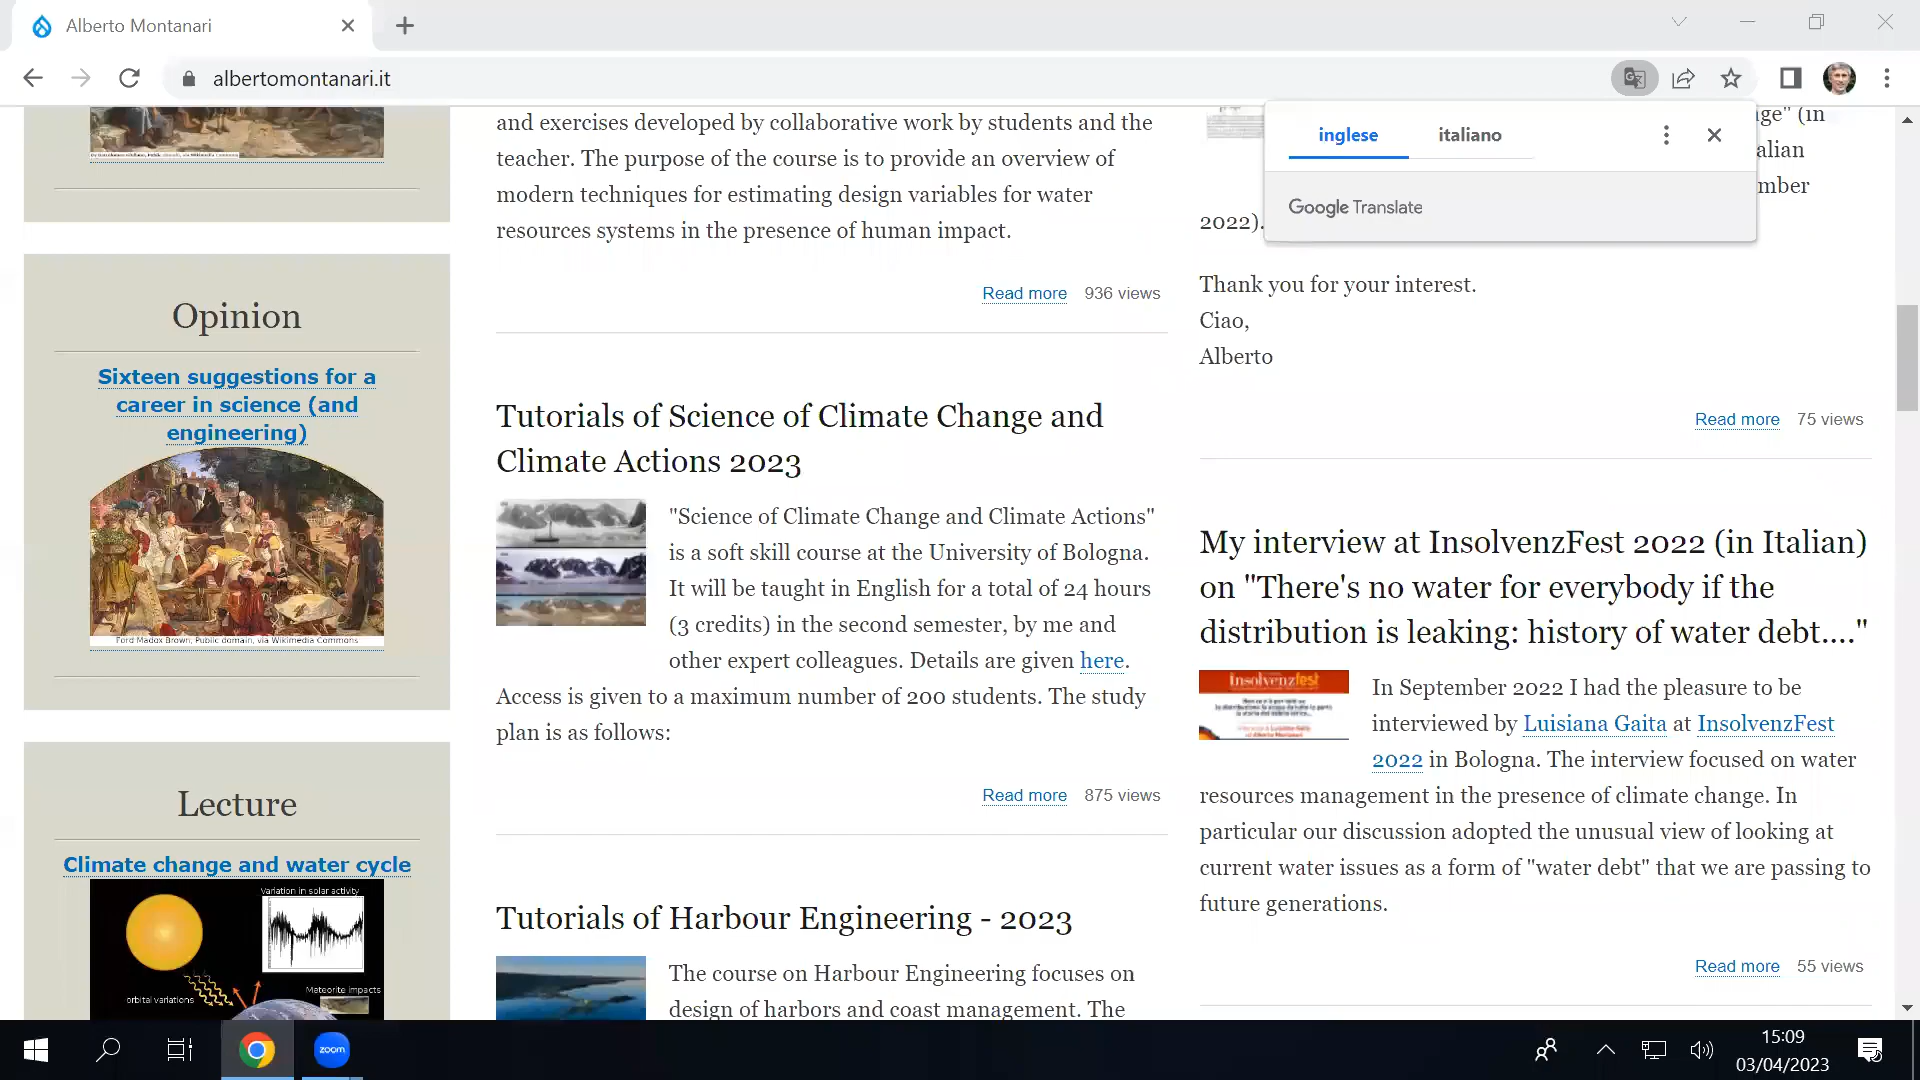 Alberto Montanari
albertomontanari.it
inglese italiano
Google Translate
Opinion
Sixteen suggestions for a
career in science (and
engineering)
Ford Madox Brown, Public domain, via Wikimedia Commons
Lecture
Climate change and water cycle
Variation in solar activity
Meteorite impacts
orbital variations
and exercises developed by collaborative work by students and the
teacher. The purpose of the course is to provide an overview of
modern techniques for estimating design variables for water
resources systems in the presence of human impact.
Read more 936 views
Tutorials of Science of Climate Change and
Climate Actions 2023
"Science of Climate Change and Climate Actions"
is a soft skill course at the University of Bologna.
It will be taught in English for a total of 24 hours
(3 credits) in the second semester, by me and
other expert colleagues. Details are given here.
Access is given to a maximum number of 200 students. The study
plan is as follows:
Read more 875 views
Tutorials of Harbour Engineering - 2023
The course on Harbour Engineering focuses on
design of harbors and coast management. The
ge" (in
alian
mber
2022).
Thank you for your interest.
Ciao,
Alberto
Read more 75 views
My interview at InsolvenzFest 2022 (in Italian)
on "There's no water for everybody if the
distribution is leaking: history of water debt...."
insolvenzfest
In September 2022 I had the pleasure to be
interviewed by Luisiana Gaita at InsolvenzFest
2022 in Bologna. The interview focused on water
resources management in the presence of climate change. In
particular our discussion adopted the unusual view of looking at
current water issues as a form of "water debt" that we are passing to
future generations.
Read more 55 views
zoom
15:09
03/04/2023